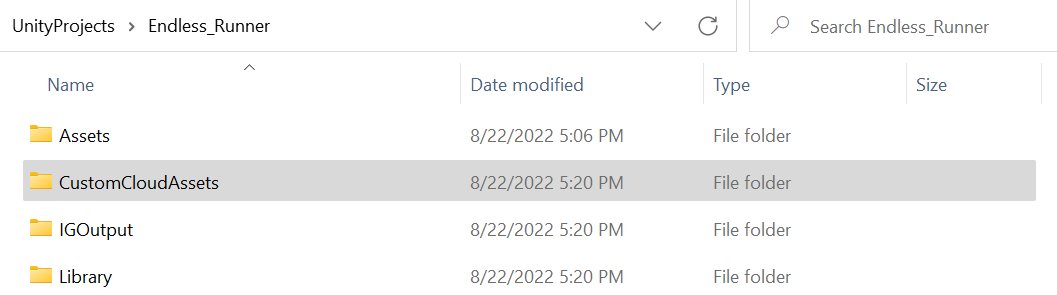 UnityProjects > Endless_Runner Search Endless_Runner
Name Date modified Type Size
Assets 8/22/2022 5:06 PM File folder
CustomCloudAssets 8/22/2022 5:20 PM File folder
IGOutput 8/22/2022 5:20 PM File folder
Library 8/22/2022 5:20 PM File folder